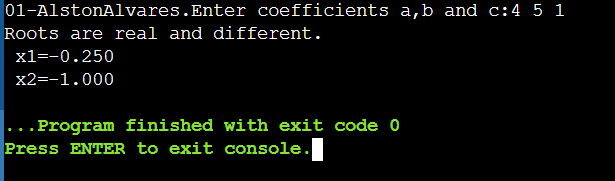 01-AlstonAlvares.Enter coefficients a,b and c:4 5 1
Roots are real and different.
x1=-0.250
x2=-1.000
...Program finished with exit code 0
Press ENTER to exit console.